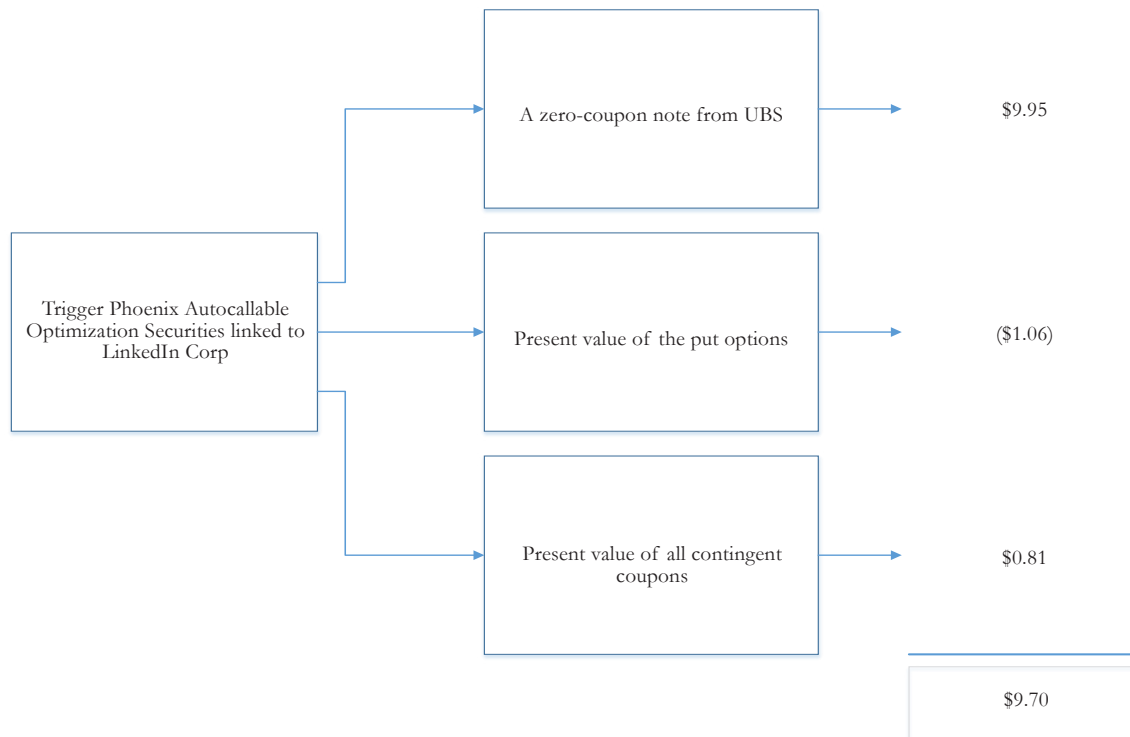 A zero-coupon note from UBS
$9.95
Trigger Phoenix Autocallable
Optimization Securities linked to
LinkedIn Corp
Present value of the put options
($1.06)
Present value of all contingent
coupons
$0.81
$9.70